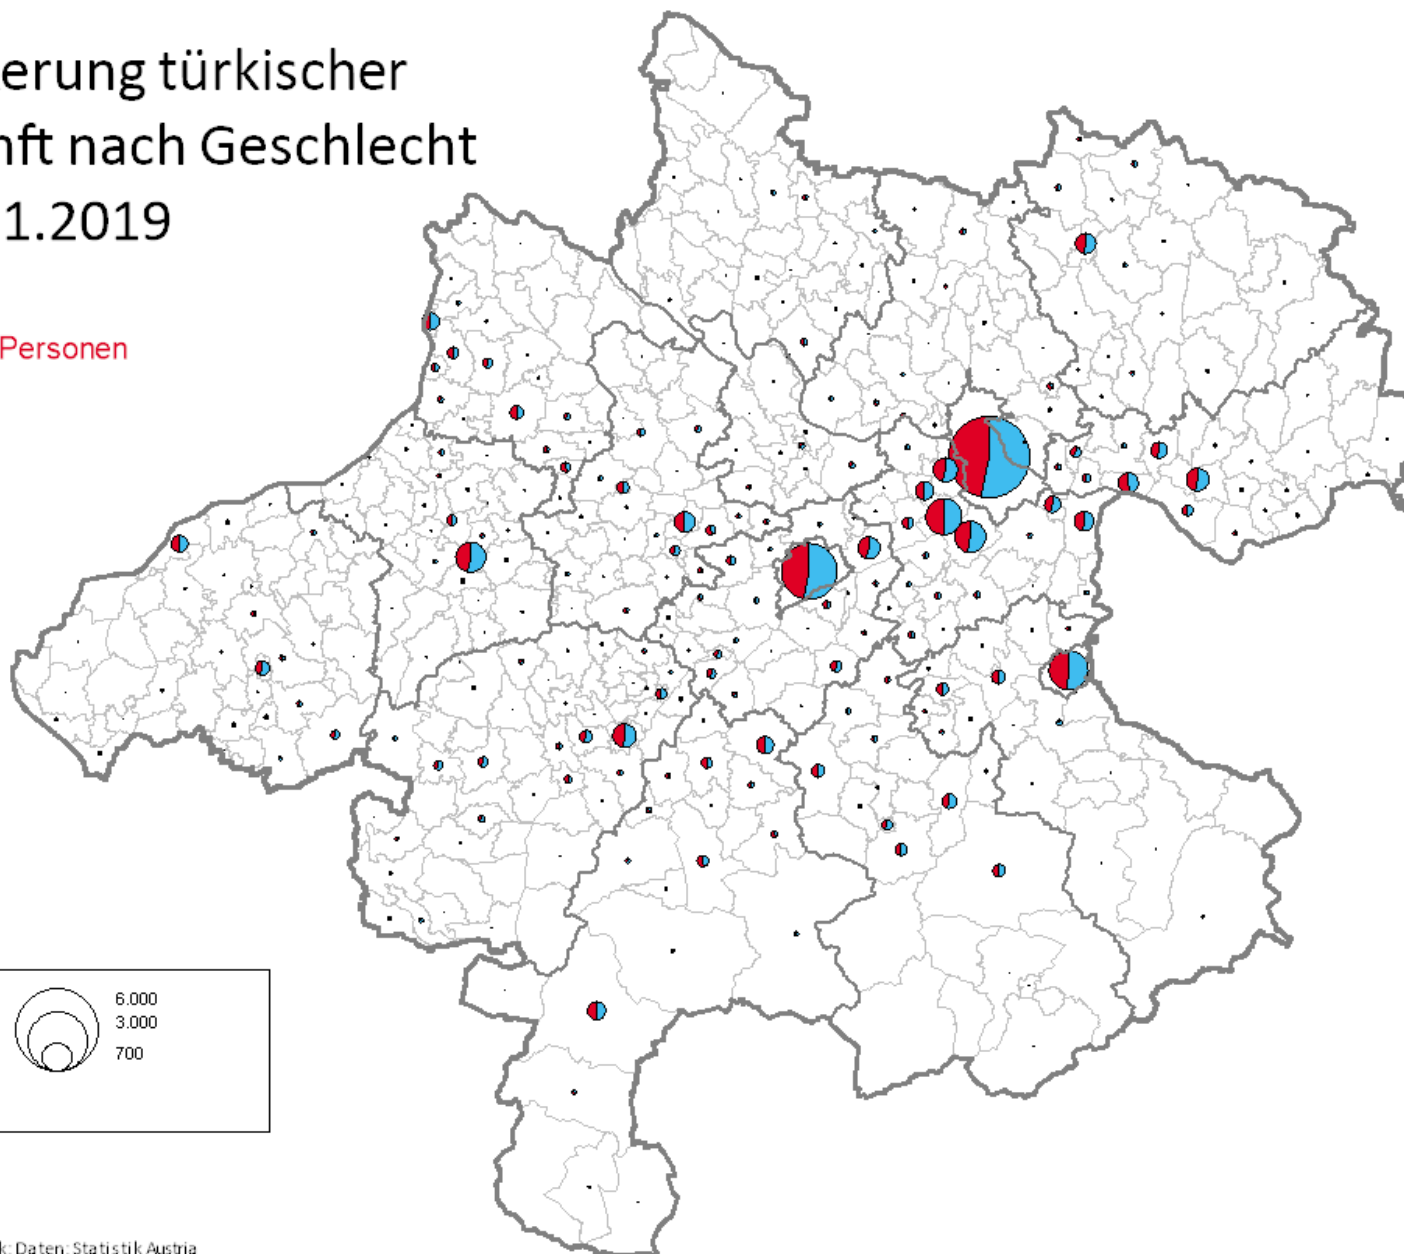 erung türkischer
nft nach Geschlecht
1.2019
Personen
6.000
3.000
700
k: Daten: Statistik Austria